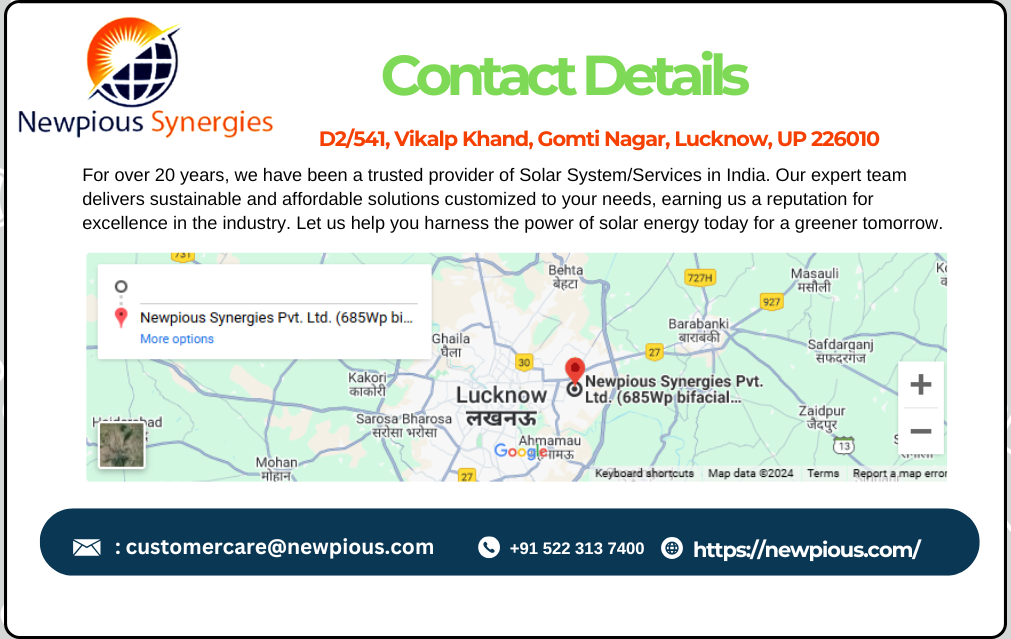 Newpious Synergies
Contact Details
D2/541, Vikalp Khand, Gomti Nagar, Lucknow, UP 226010
For over 20 years, we have been a trusted provider of Solar System/Services in India. Our expert team
delivers sustainable and affordable solutions customized to your needs, earning us a reputation for
excellence in the industry. Let us help you harness the power of solar energy today for a greener tomorrow.
731
Newpious Synergies Pvt. Ltd. (685Wp bi...
More options
Behta
बेहटा
727H
Masauli
मसौली
927
Barabanki
बाराबंकी
Ghaila
घैला
30
27
Safdarganj
सफदरगंज
Kakori
काकोरी
Newpious Synergies Pvt.
Ltd. (685Wp bifacial...
Lucknow
लखनऊ
Sarosa Bharosa
सरोसा भरोसा
Zaidpur
जैदपुर
13
Ahmamau
Google
Mohan
मोहान
27
Keyboard shortcuts Map data ©2024 Terms Report a map error
: customercare@newpious.com
+91 522 313 7400
https://newpious.com/